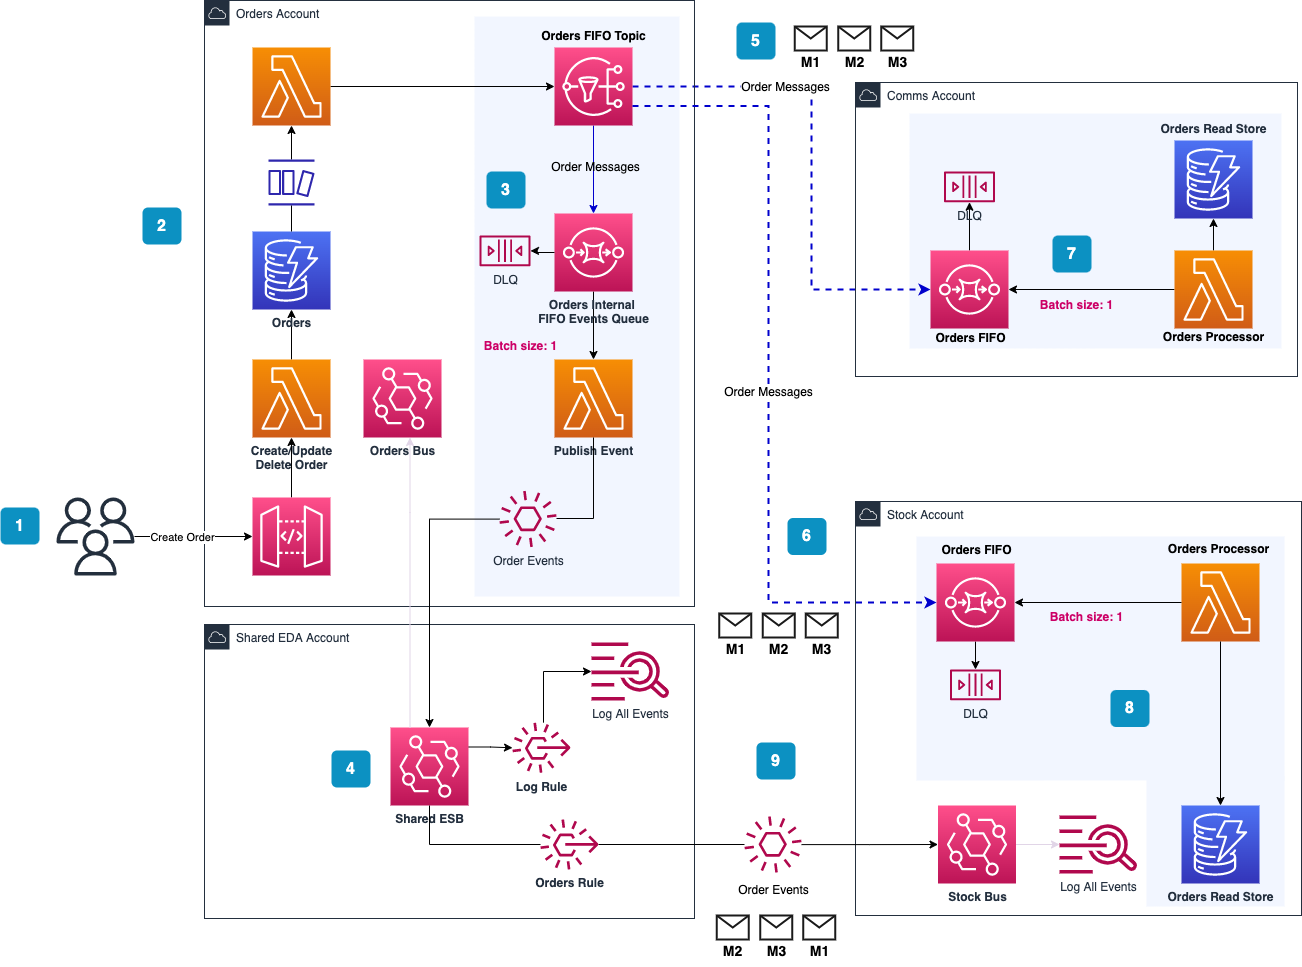 Orders Account
Orders FIFO Topic
5
M1
M2
M3
Order Messages
Comms Account
Orders Read Store
Order Messages
3
DLQ
2
7
DLQ
Orders
Orders Internal
FIFO Events Queue
Batch size: 1
Batch size: 1
Orders FIFO
Orders Processor
Order Messages
Create/Update
Delete Order
Orders Bus
Publish Event
1
Create Order
</>
Order Events
6
Stock Account
Orders FIFO
Orders Processor
Batch size: 1
M1
M2
M3
DLQ
8
Shared EDA Account
Log All Events
4
Log Rule
Shared ESB
9
Orders Rule
Order Events
Stock Bus
Log All Events
Orders Read Store
M2
M3
M1